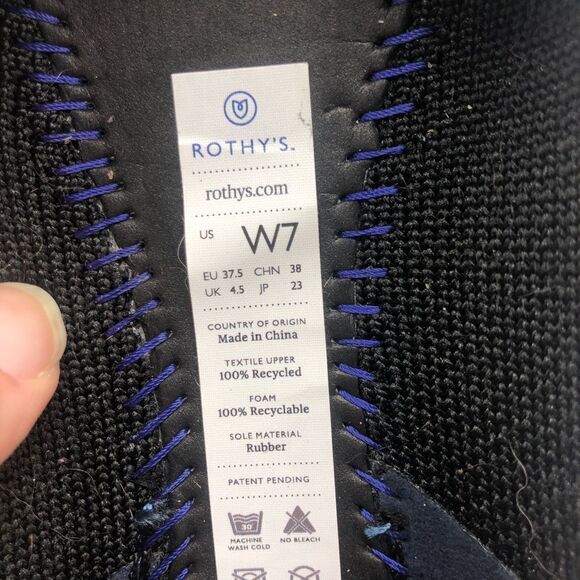 ROTHY'S™
rothys.com
US W7
EU 37.5 CHN 38
UK 4.5 JP 23
COUNTRY OF ORIGIN
Made in China
TEXTILE UPPER
100% Recycled
FOAM
100% Recyclable
SOLE MATERIAL
Rubber
PATENT PENDING
30°
MACHINE WASH COLD
NO BLEACH